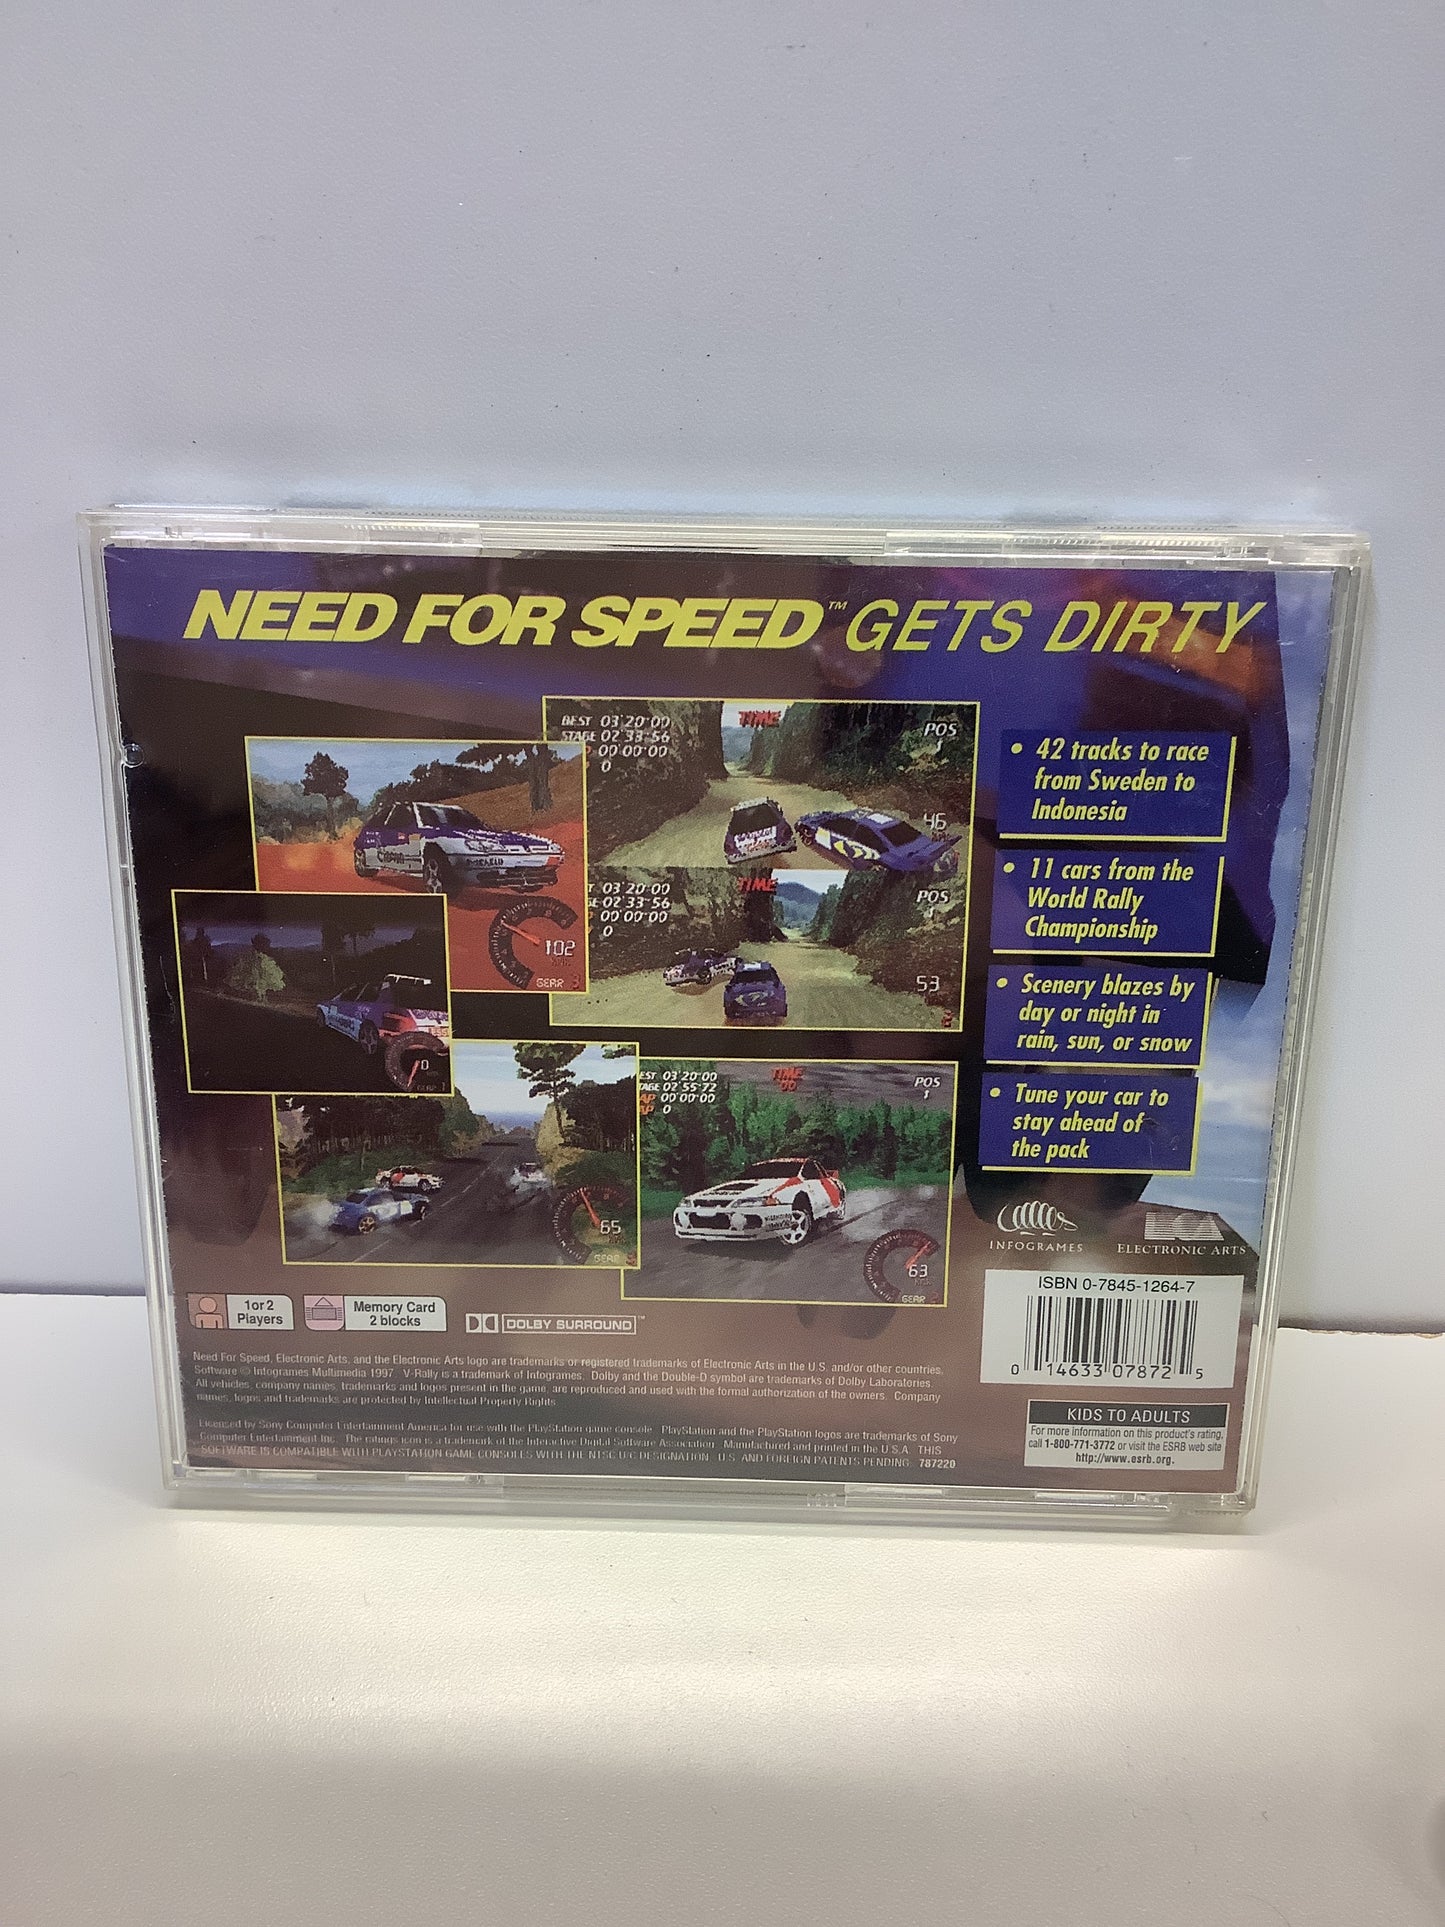 NEED FOR SPEED™ GETS DIRTY
BEST 03'20'00
STAGE 02'33'56
00'00'00
0
TIME
POS
1
46
• 42 tracks to race
from Sweden to
Indonesia
102
GEAR 3
03'20'00
02'33'56
00'00'00
0
TIME
POS
53
• 11 cars from the
World Rally
Championship
• Scenery blazes by
day or night in
rain, sun, or snow
• Tune your car to
stay ahead of
the pack
65
GEAR
EST 03'20'00
TAGE 02'55'72
AP 00'00'00
AP 0
TIME
00
POS
1
63
GEAR
INFOGRAMES
ELECTRONIC ARTS
1 or 2
Players
Memory Card
2 blocks
DOLBY SURROUND™
ISBN 0-7845-1264-7
0 14633 07872 5
Need For Speed, Electronic Arts, and the Electronic Arts logo are trademarks or registered trademarks of Electronic Arts in the U.S. and/or other countries.
Software © Infogrames Multimedia 1997. V-Rally is a trademark of Infogrames. Dolby and the Double-D symbol are trademarks of Dolby Laboratories.
All vehicles, company names, trademarks and logos present in the game, are reproduced and used with the formal authorization of the owners. Company
names, logos and trademarks are protected by Intellectual Property Rights.
Licensed by Sony Computer Entertainment America for use with the PlayStation game console. PlayStation and the PlayStation logos are trademarks of Sony
Computer Entertainment Inc. The ratings icon is a trademark of the Interactive Digital Software Association. Manufactured and printed in the U.S.A. THIS
SOFTWARE IS COMPATIBLE WITH PLAYSTATION GAME CONSOLES WITH THE NTSC U/C DESIGNATION. U.S. AND FOREIGN PATENTS PENDING. 787220
KIDS TO ADULTS
For more information on this product's rating,
call 1-800-771-3772 or visit the ESRB web site
http://www.esrb.org.